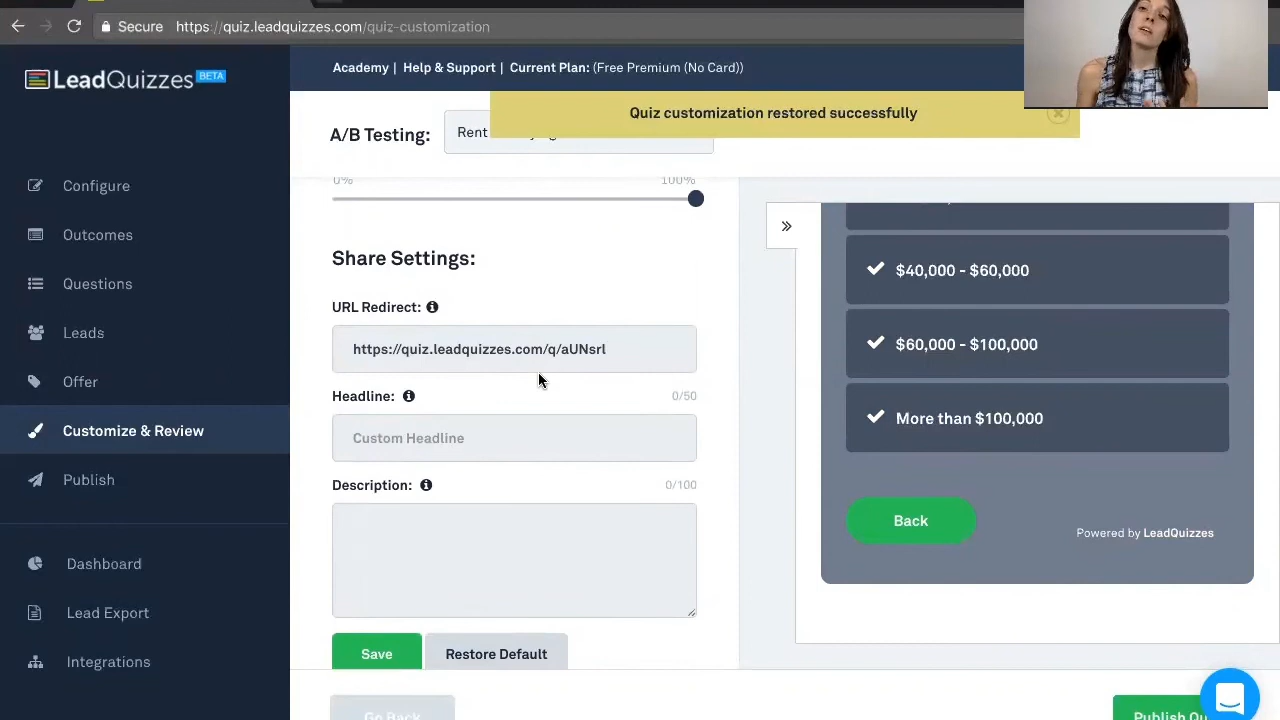 Secure https://quiz.leadquizzes.com/quiz-customization
LeadQuizzes BETA
Academy | Help & Support | Current Plan: (Free Premium (No Card))
Quiz customization restored successfully
A/B Testing:
Rent
Configure
Outcomes
Questions
Leads
Offer
Customize & Review
Publish
Dashboard
Lead Export
Integrations
0% 100%
Share Settings:
URL Redirect:
https://quiz.leadquizzes.com/q/aUNsrl
Headline: 0/50
Custom Headline
Description: 0/100
Save Restore Default
Go Back
$40,000 - $60,000
$60,000 - $100,000
More than $100,000
Back
Powered by LeadQuizzes
Publish